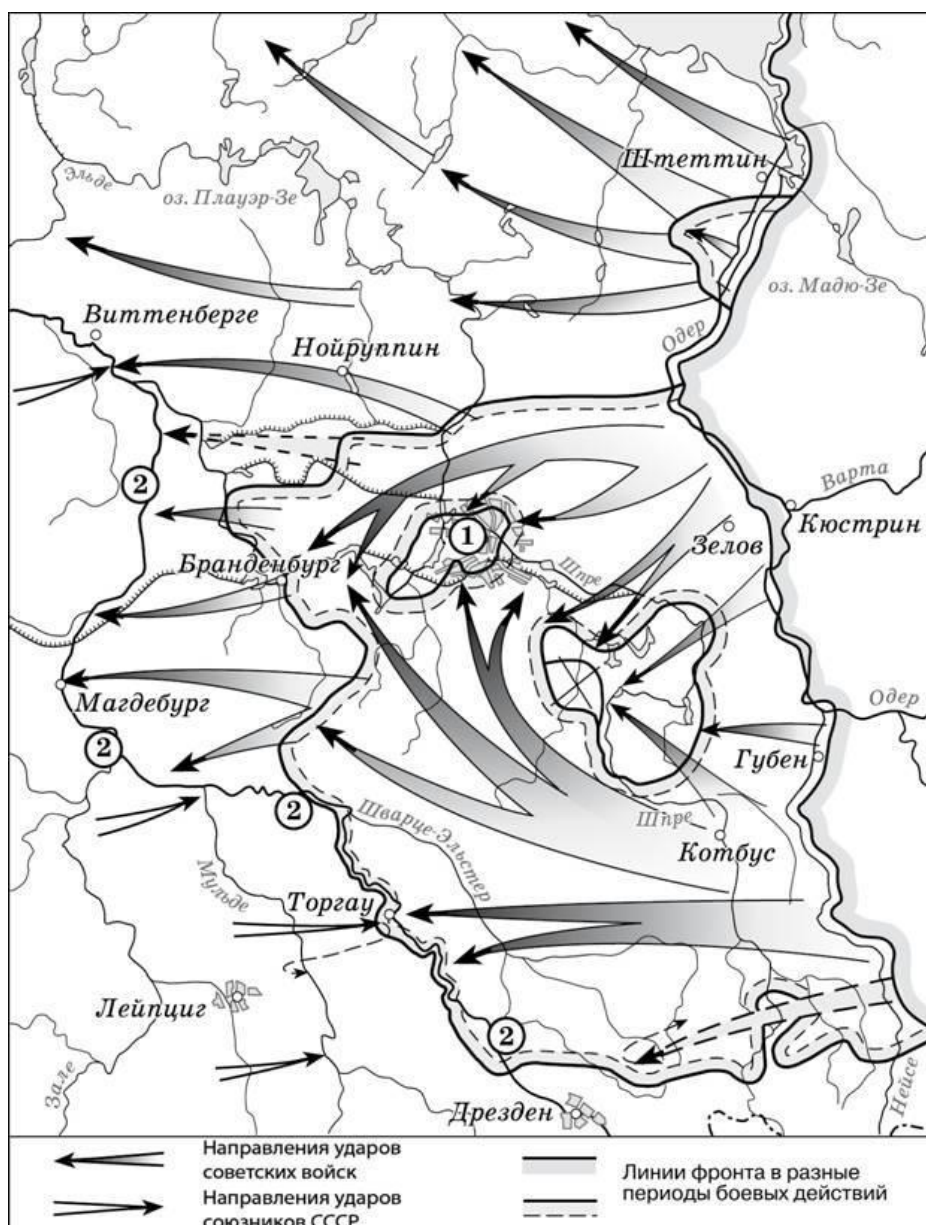 Штеттин
Эльде
оз. Плауэр-Зе
оз. Мадю-Зе
Виттенберге
Одер
Нойруппин
2
Варта
1
Кюстрин
Зелов
Шпре
Бранденбург
Магдебург
Одер
2
Губен
2
Шпре
Шварце-Эльстер
Котбус
Мульде
Торгау
Лейпциг
2
Зале
Нейсе
Дрезден
Направления ударов
советских войск
Направления ударов
союзников СССР
Линии фронта в разные
периоды боевых действий